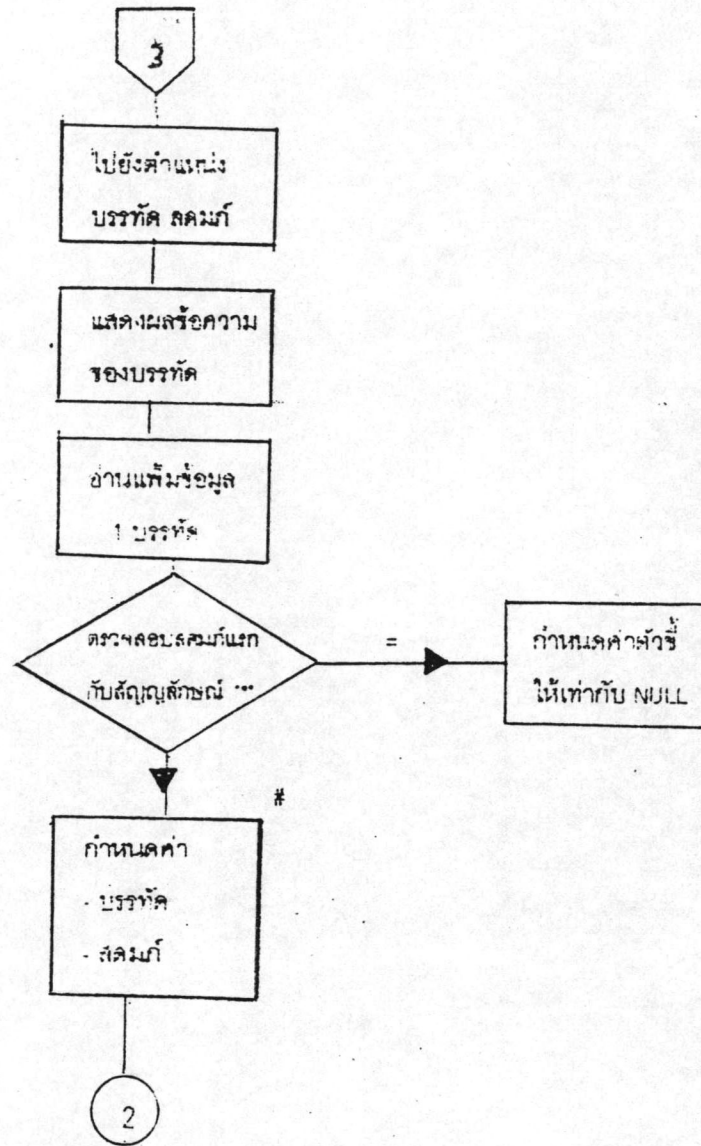 3
ไปยังตำแหน่ง
บรรทัด สดมภ์
แสดงผลข้อความ
ของบรรทัด
อ่านแฟ้มข้อมูล
1 บรรทัด
ตรวจสอบสดมภ์แรก
กับสัญญลักษณ์ "*"
=
กำหนดค่าตัวชี้
ให้เท่ากับ NULL
#
กำหนดค่า
- บรรทัด
- สดมภ์
2